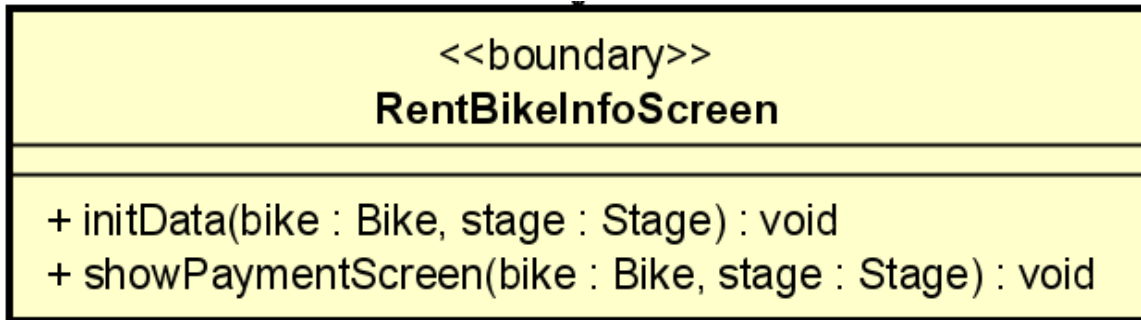 <<boundary>>
RentBikeInfoScreen
+ initData(bike : Bike, stage : Stage) : void
+ showPaymentScreen(bike : Bike, stage : Stage) : void